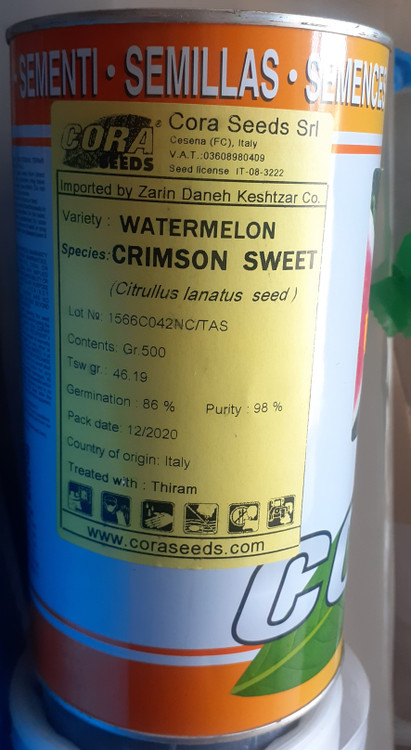 SEMENTI • SEMILLAS • SEMENCES
CORA®
SEEDS
Cora Seeds Srl
Cesena (FC), Italy
V.A.T.:03608980409
Seed license IT-08-3222
Imported by Zarin Daneh Keshtzar Co.
Variety : WATERMELON
Species: CRIMSON SWEET
(Citrullus lanatus seed )
Lot №: 1566C042NC/TAS
Contents: Gr.500
Tsw gr.: 46.19
Germination : 86 % Purity : 98 %
Pack date: 12/2020
Country of origin: Italy
Treated with : Thiram
www.coraseeds.com